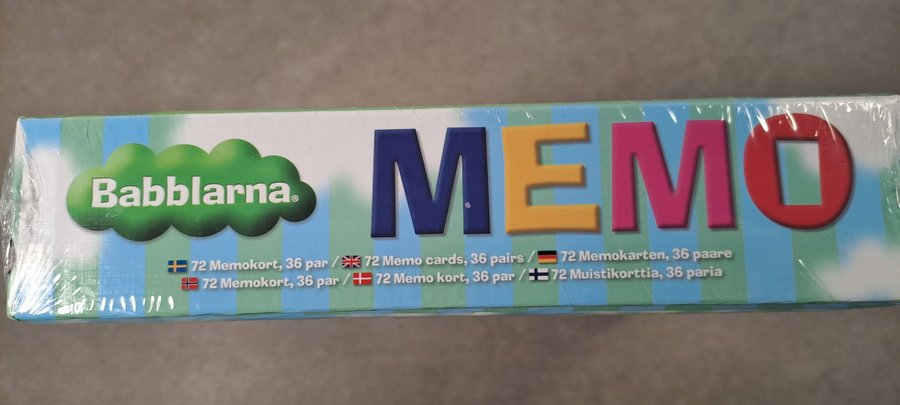 Babblarna®
MEMO
72 Memokort, 36 par / 72 Memo cards, 36 pairs / 72 Memokarten, 36 paare
72 Memokort, 36 par / 72 Memo kort, 36 par / 72 Muistikorttia, 36 paria